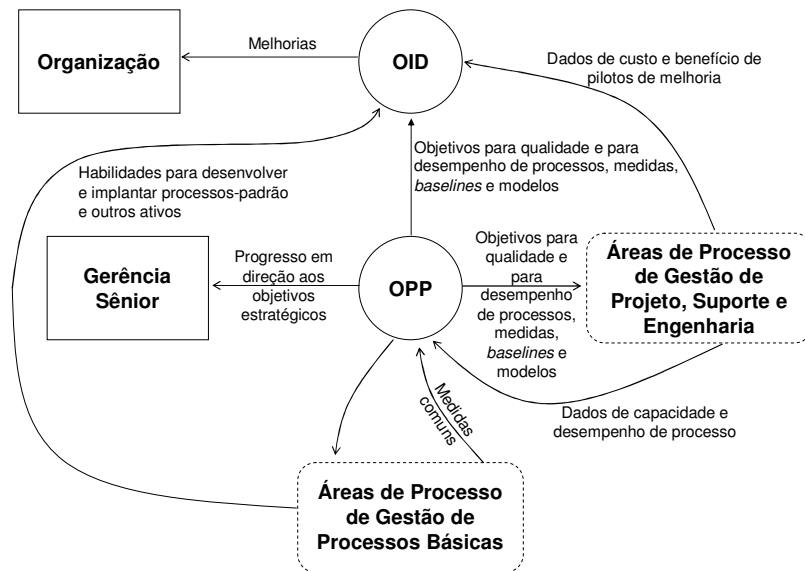 Organização
Melhorias
OID
Dados de custo e benefício de
pilotos de melhoria
Habilidades para desenvolver
e implantar processos-padrão
e outros ativos
Objetivos para qualidade e para
desempenho de processos, medidas,
baselines e modelos
Gerência
Sênior
Progresso em
direção aos
objetivos
estratégicos
OPP
Objetivos para
qualidade e
para
desempenho
de processos,
medidas,
baselines e
modelos
Áreas de Processo
de Gestão de
Projeto, Suporte e
Engenharia
Medidas
comuns
Dados de capacidade e
desempenho de processo
Áreas de Processo
de Gestão de
Processos Básicas